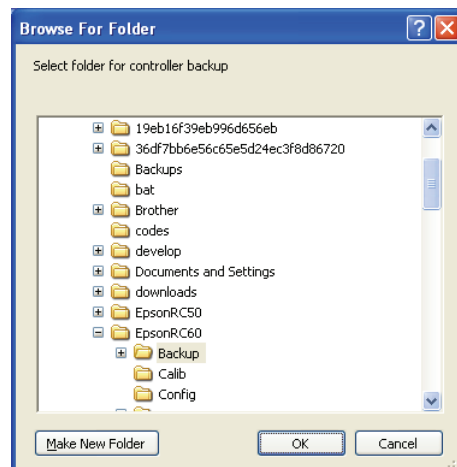 Browse For Folder
Select folder for controller backup
19eb16f39eb996d656eb
36df7bb6e56c65e5d24ec3f8d86720
Backups
bat
Brother
codes
develop
Documents and Settings
downloads
EpsonRC50
EpsonRC60
Backup
Calib
Config
Make New Folder
OK
Cancel